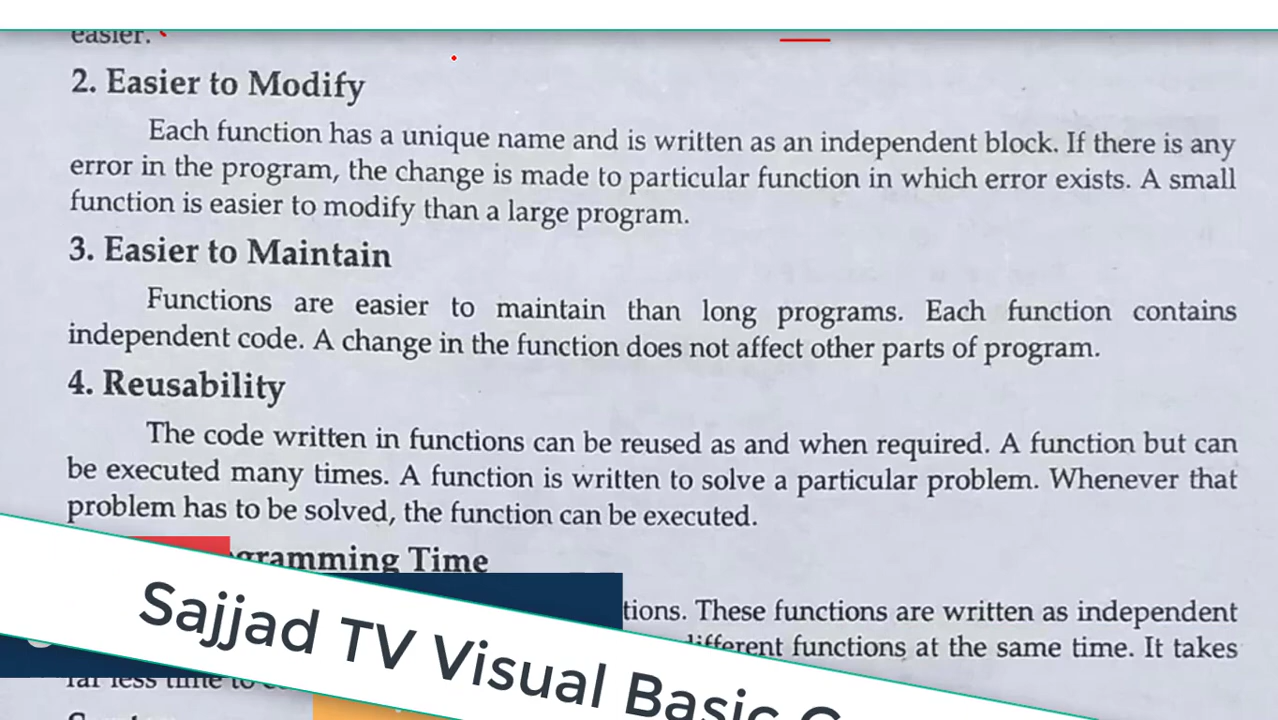 easier.
2. Easier to Modify
Each function has a unique name and is written as an independent block. If there is any
error in the program, the change is made to particular function in which error exists. A small
function is easier to modify than a large program.
3. Easier to Maintain
Functions are easier to maintain than long programs. Each function contains
independent code. A change in the function does not affect other parts of program.
4. Reusability
The code written in functions can be reused as and when required. A function but can
be executed many times. A function is written to solve a particular problem. Whenever that
problem has to be solved, the function can be executed.
gramming Time
tions. These functions are written as independent
different functions at the same time. It takes
far less time to
Sajjad TV Visual Basic